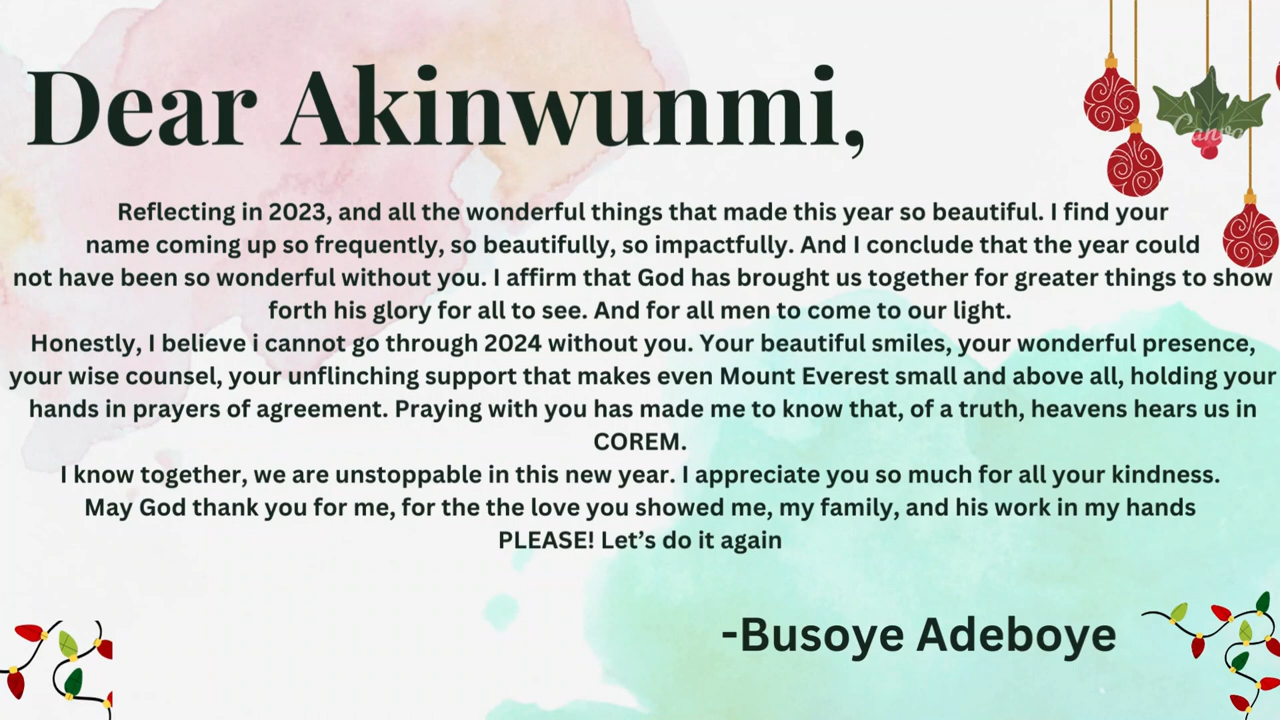 Dear Akinwunmi,
Reflecting in 2023, and all the wonderful things that made this year so beautiful. I find your
name coming up so frequently, so beautifully, so impactfully. And I conclude that the year could
not have been so wonderful without you. I affirm that God has brought us together for greater things to show
forth his glory for all to see. And for all men to come to our light.
Honestly, I believe i cannot go through 2024 without you. Your beautiful smiles, your wonderful presence,
your wise counsel, your unflinching support that makes even Mount Everest small and above all, holding your
hands in prayers of agreement. Praying with you has made me to know that, of a truth, heavens hears us in
COREM.
I know together, we are unstoppable in this new year. I appreciate you so much for all your kindness.
May God thank you for me, for the the love you showed me, my family, and his work in my hands
PLEASE! Let’s do it again
-Busoye Adeboye
Canva